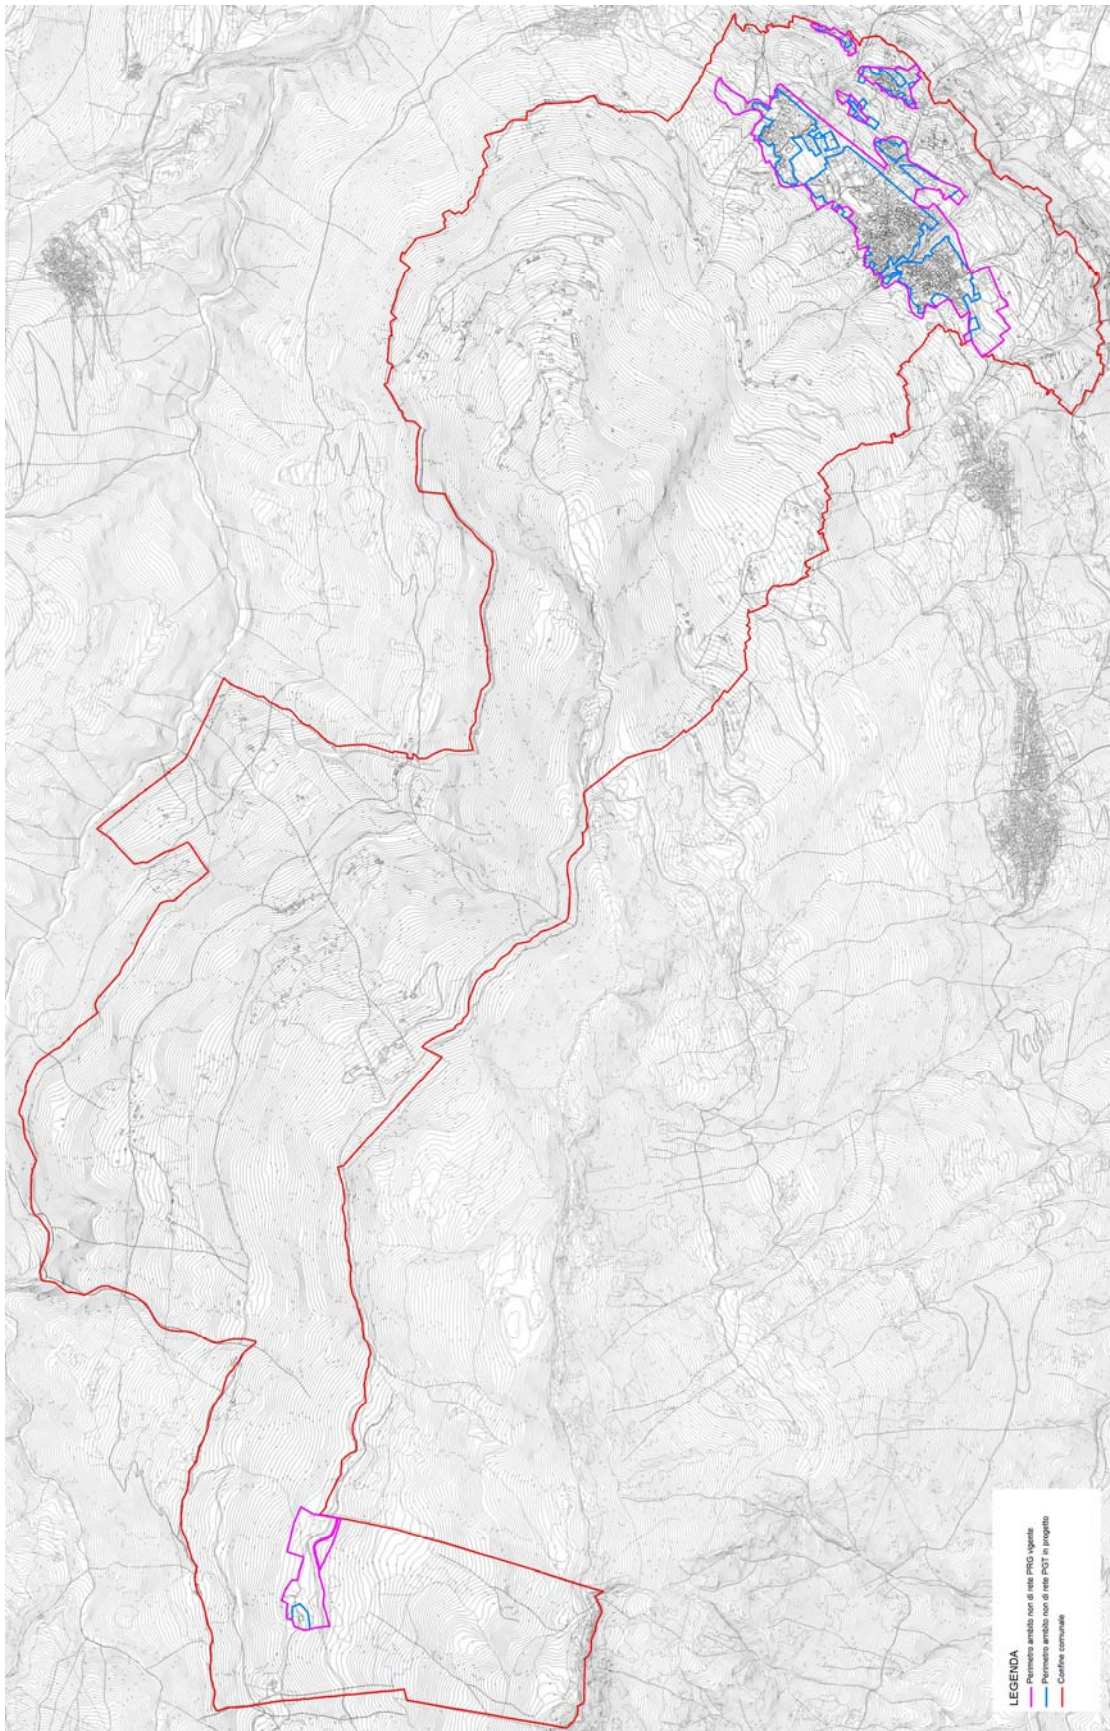 LEGENDA
Perimetro ambito non di rete PRG vigente
Perimetro ambito non di rete PGT in progetto
Confine comunale